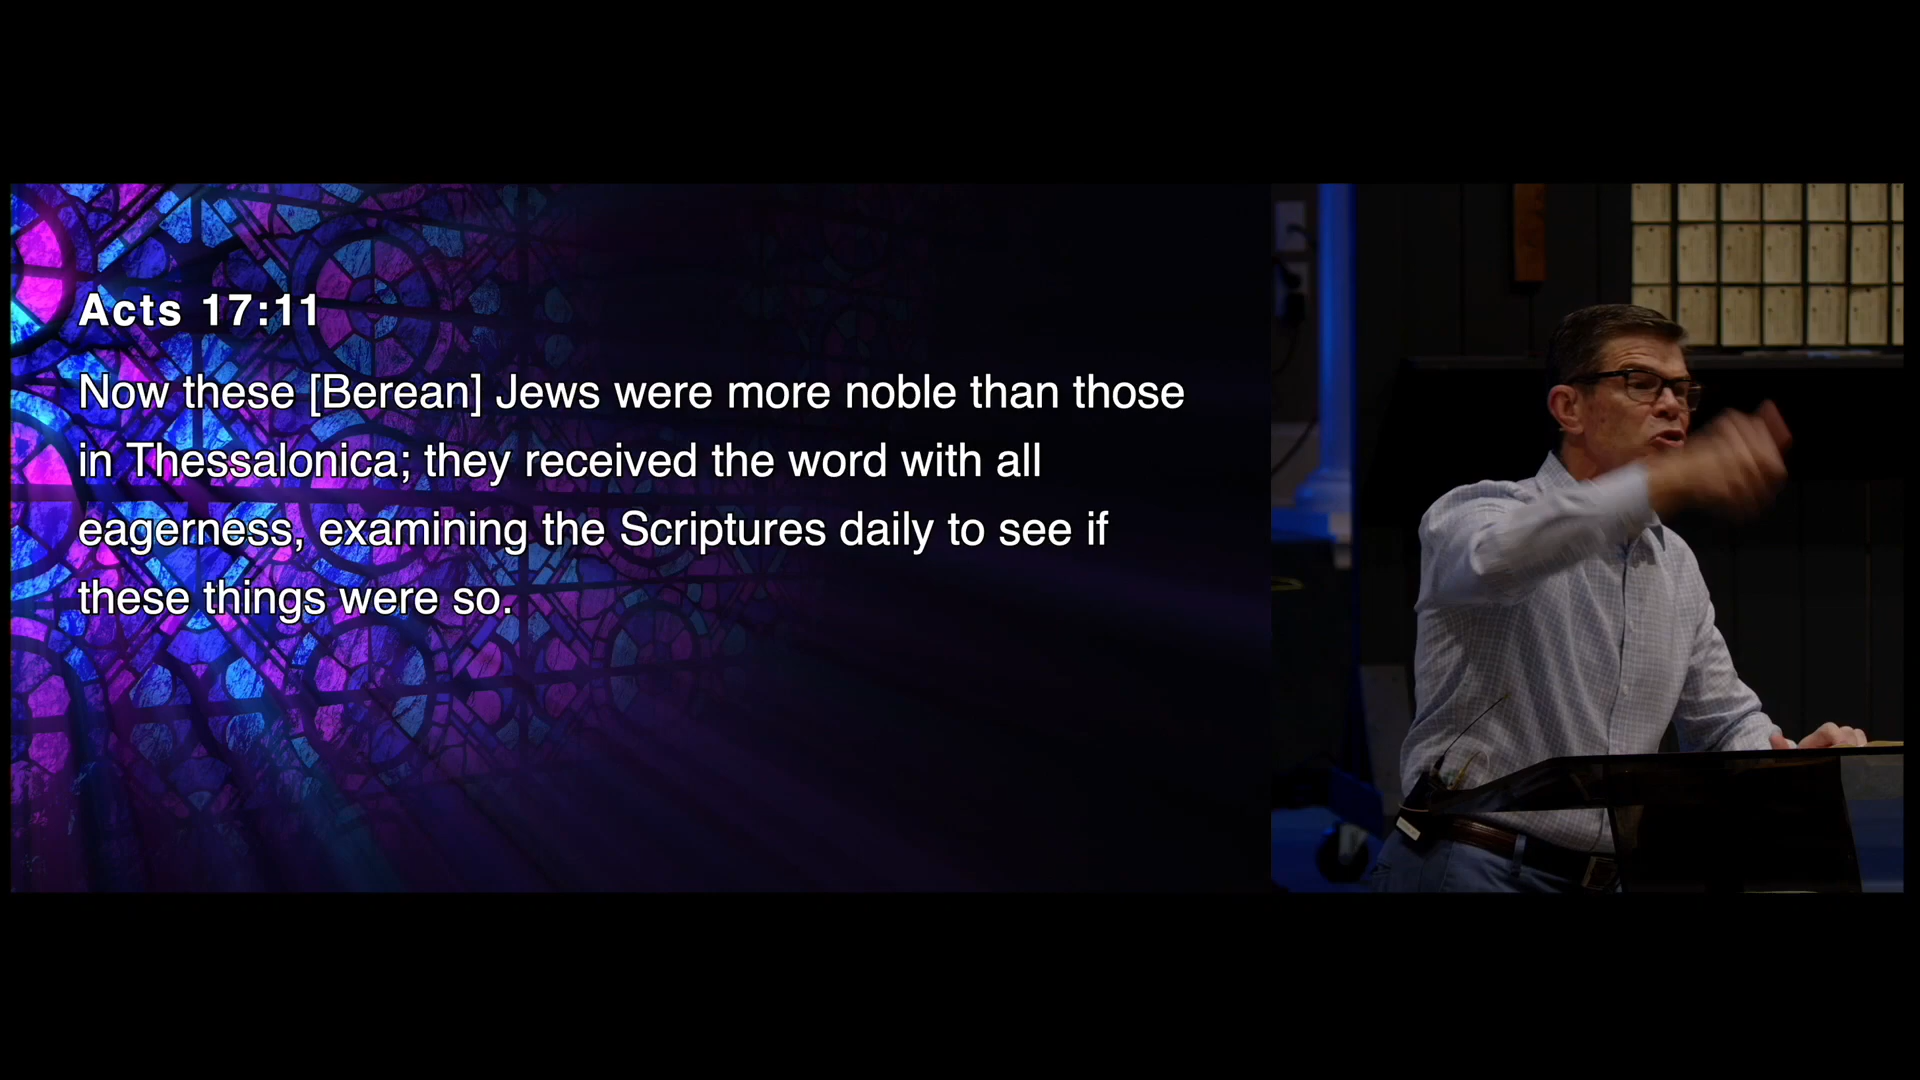 Acts 17:11
Now these [Berean] Jews were more noble than those
in Thessalonica; they received the word with all
eagerness, examining the Scriptures daily to see if
these things were so.